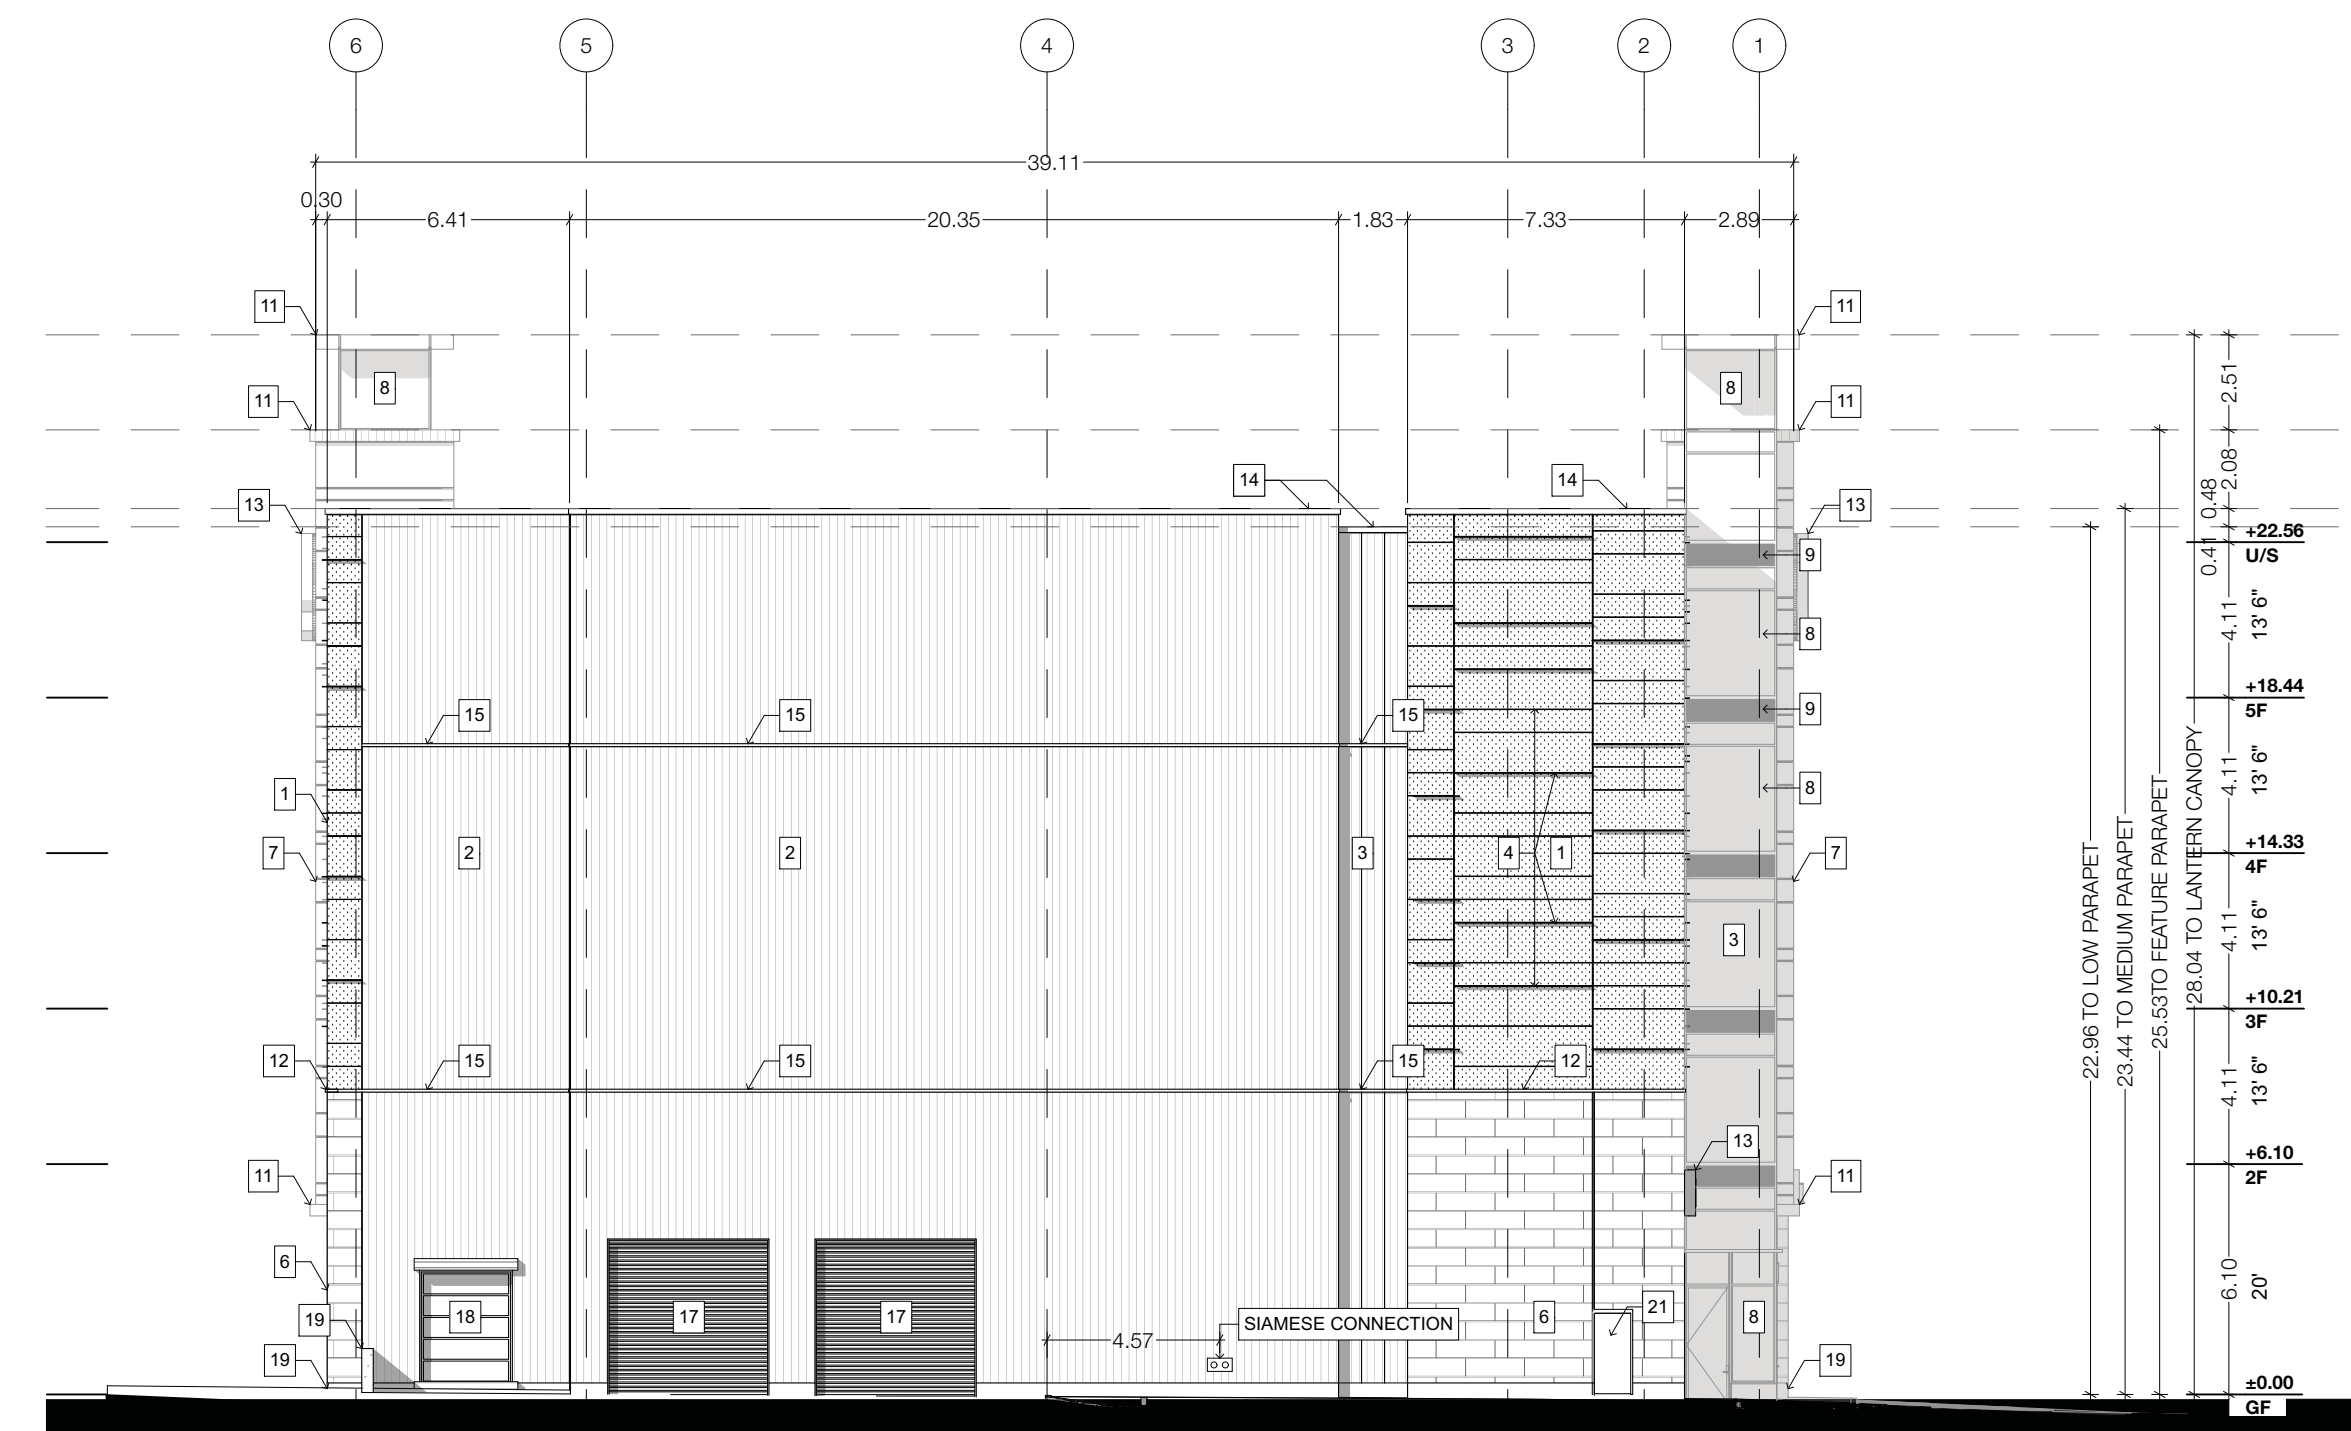 6 5 4 3 2 1
39.11
0.30
6.41 20.35 1.83 7.33 2.89
11 11
8 8
11 11
2.51
14 14
2.08
13 13
0.48
+22.56
U/S
9
0.41
4.11
13' 6"
8
+18.44
5F
9
15 15 15
8
1
4.11
13' 6"
22.96 TO LOW PARAPET
23.44 TO MEDIUM PARAPET
25.53TO FEATURE PARAPET
28.04 TO LANTERN CANOPY
7 2 2 3 4 1 7
+14.33
4F
3
4.11
13' 6"
+10.21
3F
12 15 15 15 12
4.11
13' 6"
13
+6.10
2F
11 11
6
6.10
20'
18 17 17 6 21 8
19
SIAMESE CONNECTION
4.57
19 19
±0.00
GF